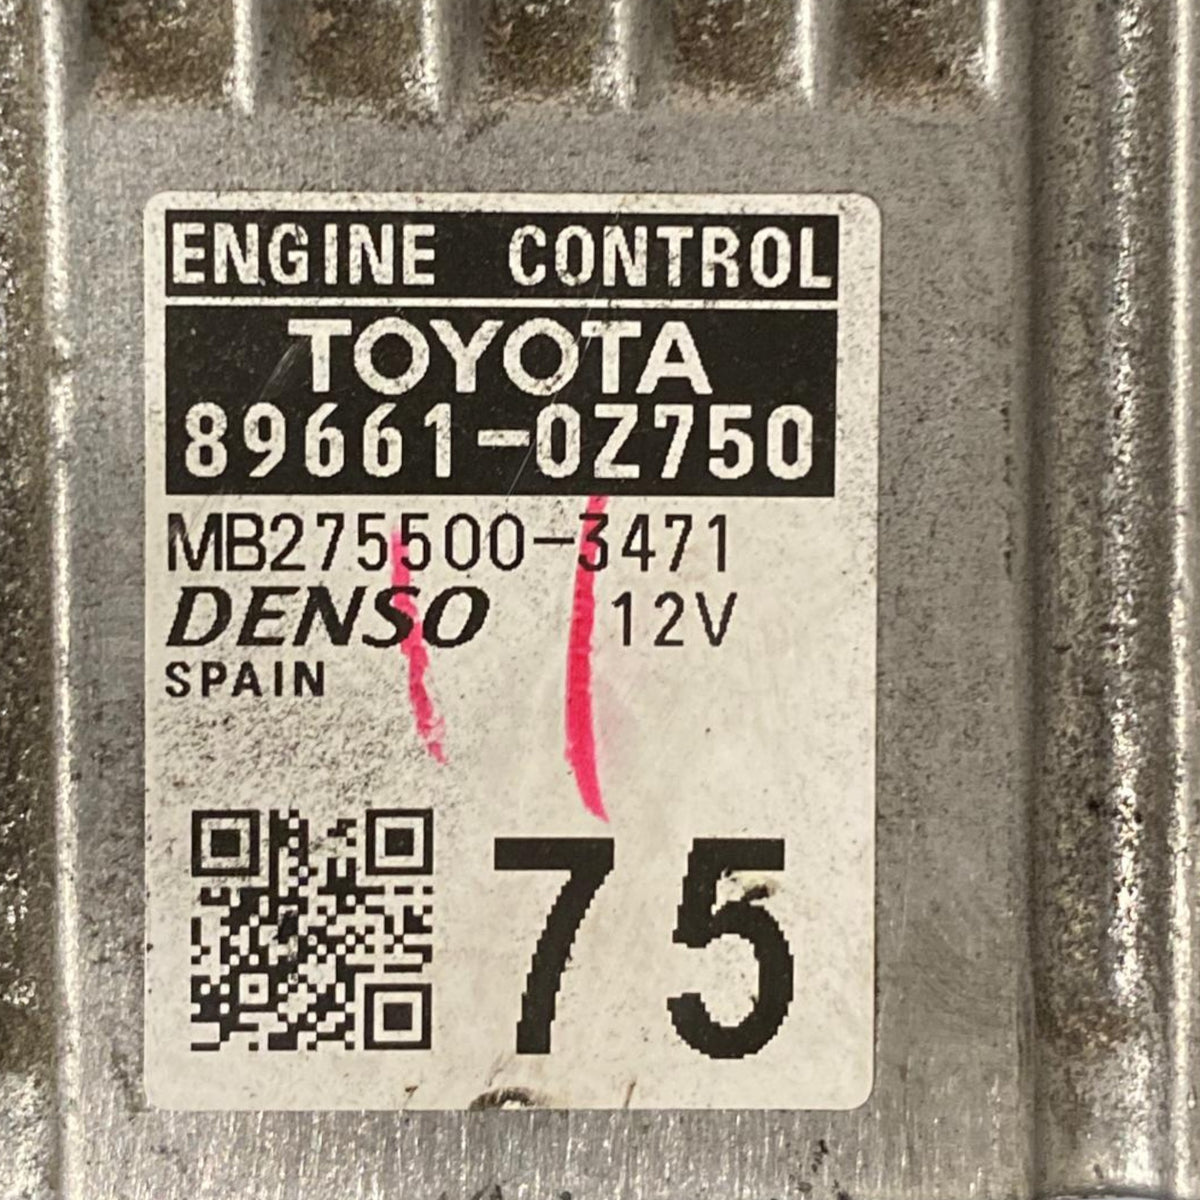 ENGINE CONTROL
TOYOTA
89661-0Z750
MB275500-3471
DENSO 12V
SPAIN
75